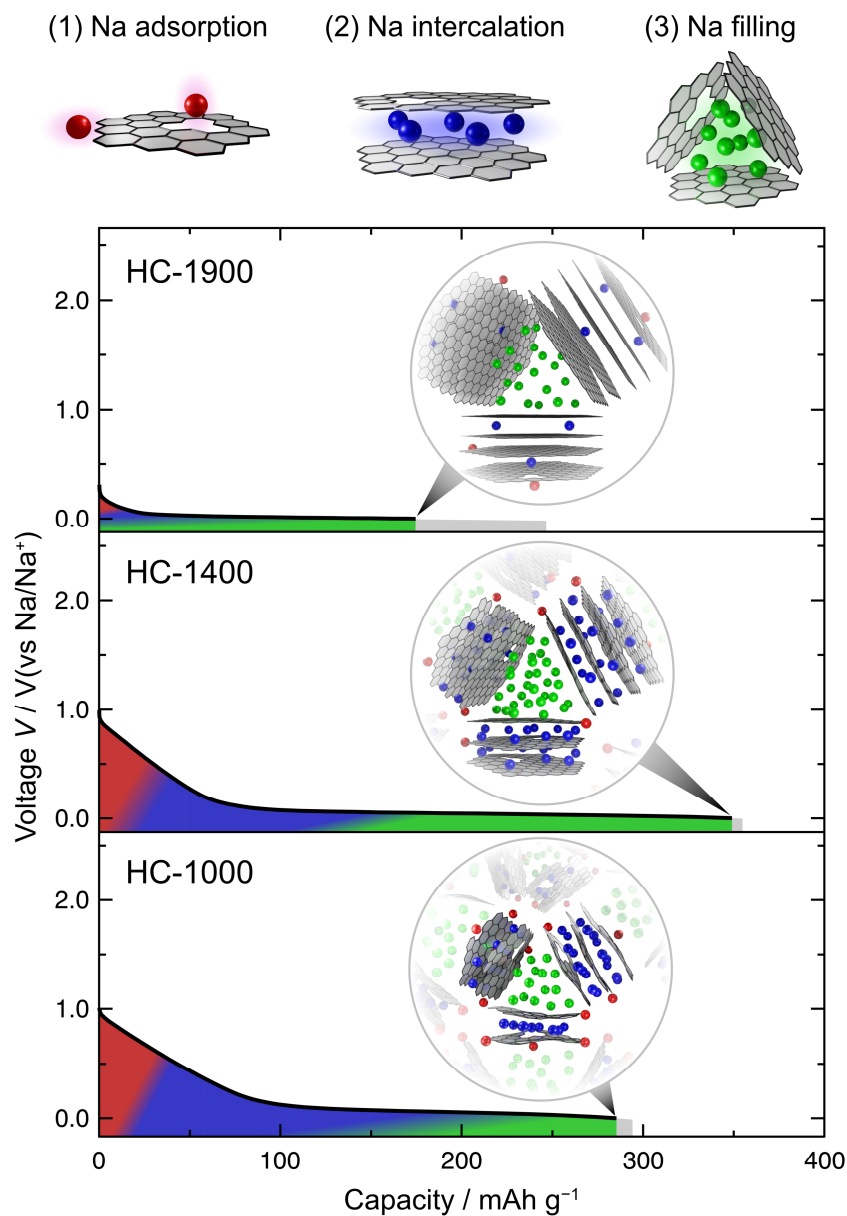 (1) Na adsorption
(2) Na intercalation
(3) Na filling
HC-1900
2.0
1.0
0.0
HC-1400
2.0
1.0
0.0
HC-1000
2.0
1.0
0.0
Voltage V / V(vs Na/Na⁺)
0
100
200
300
400
Capacity / mAh g⁻¹